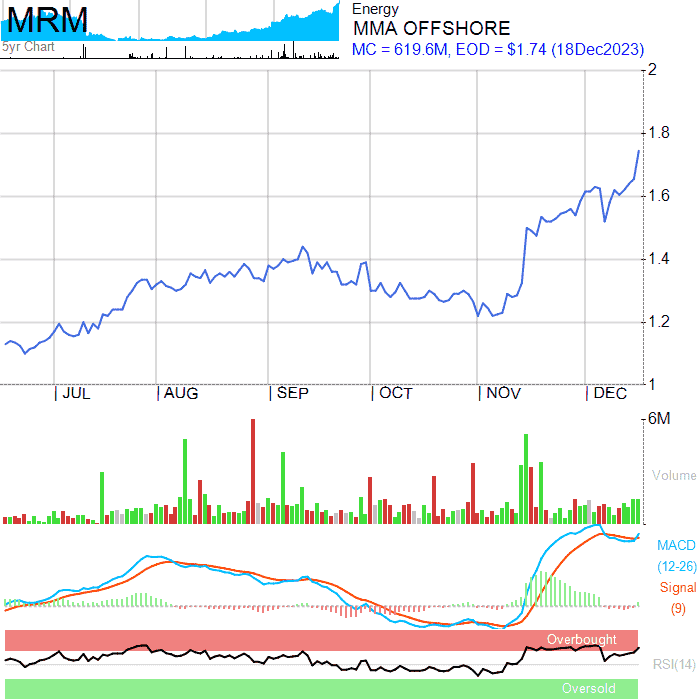 MRM
5yr Chart
Energy
MMA OFFSHORE
MC = 619.6M, EOD = $1.74 (18Dec2023)
2
1.8
1.6
1.4
1.2
1
JUL
AUG
SEP
OCT
NOV
DEC
6M
Volume
MACD
(12-26)
Signal
(9)
Overbought
RSI(14)
Oversold